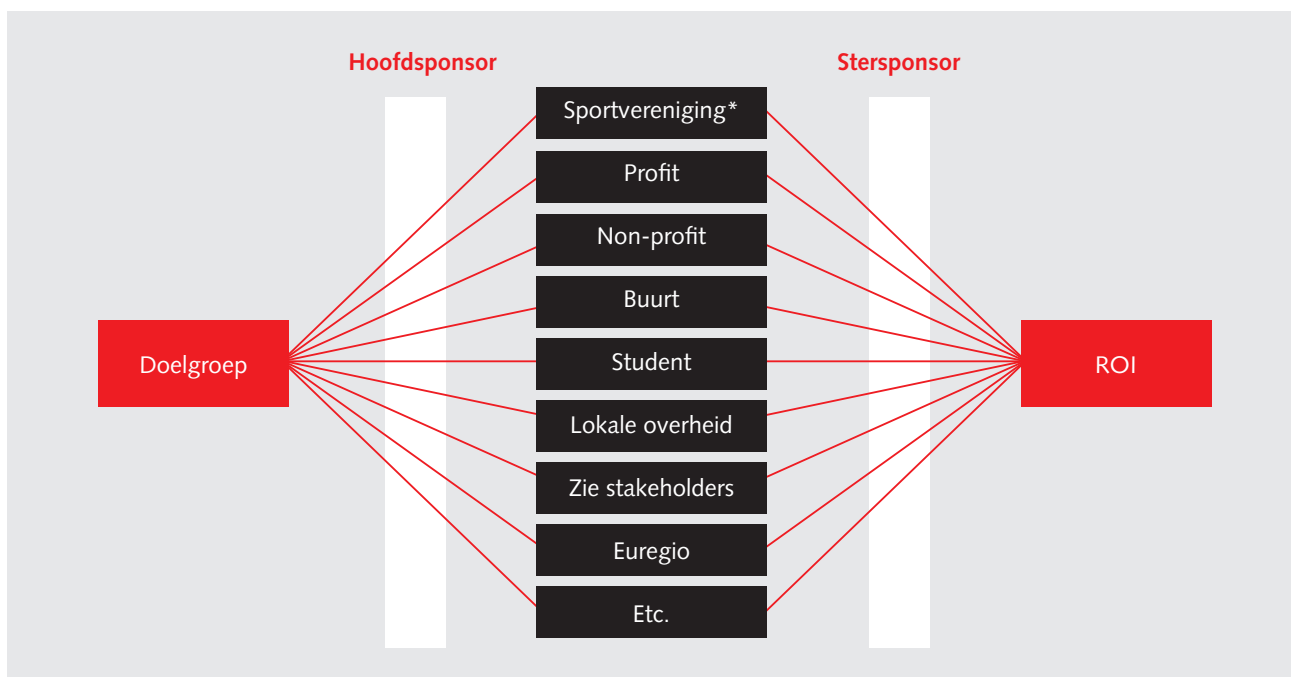 Hoofdsponsor
Stersponsor
Sportvereniging*
Profit
Non-profit
Buurt
Doelgroep
Student
ROI
Lokale overheid
Zie stakeholders
Euregio
Etc.